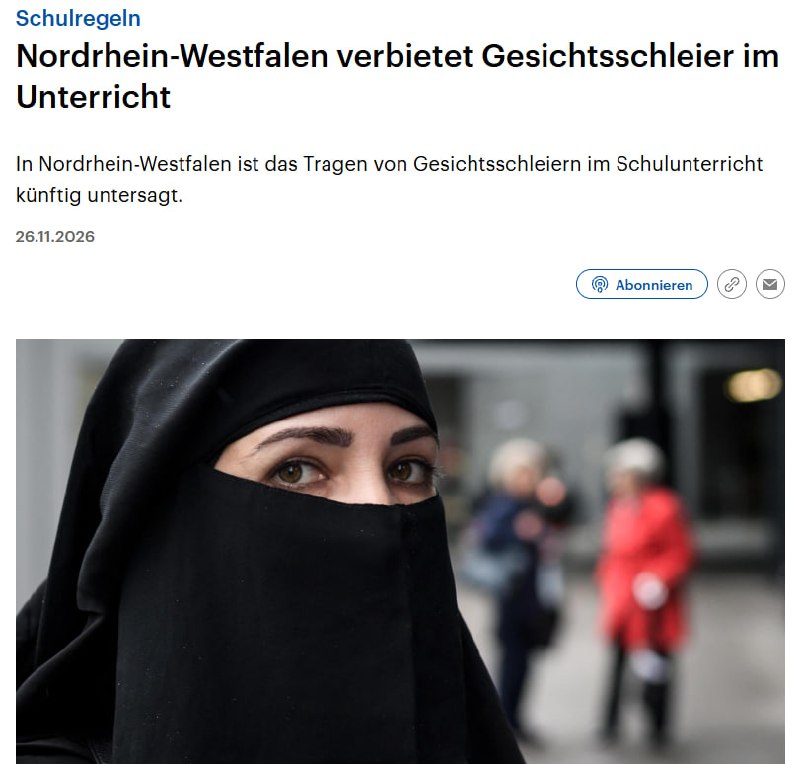 Schulregeln
Nordrhein-Westfalen verbietet Gesichtsschleier im
Unterricht
In Nordrhein-Westfalen ist das Tragen von Gesichtsschleiern im Schulunterricht
künftig untersagt.
26.11.2026
Abonnieren